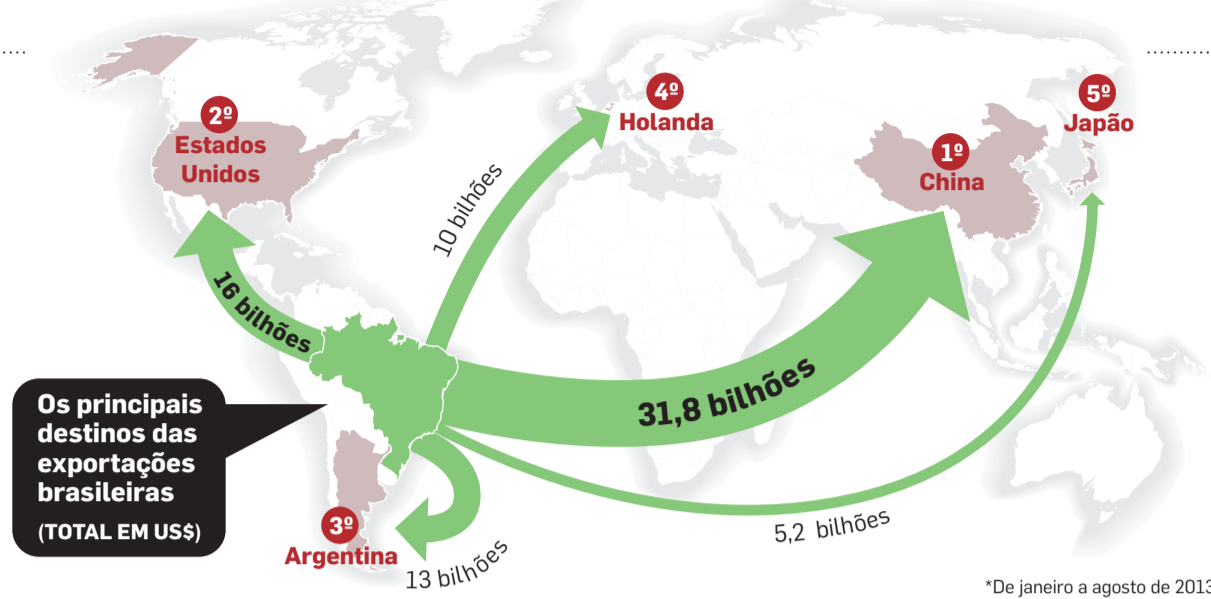 2º
Estados
Unidos
4º
Holanda
5º
Japão
1º
China
10 bilhões
16 bilhões
31,8 bilhões
Os principais
destinos das
exportações
brasileiras
(TOTAL EM US$)
3º
Argentina
13 bilhões
5,2 bilhões
*De janeiro a agosto de 2013